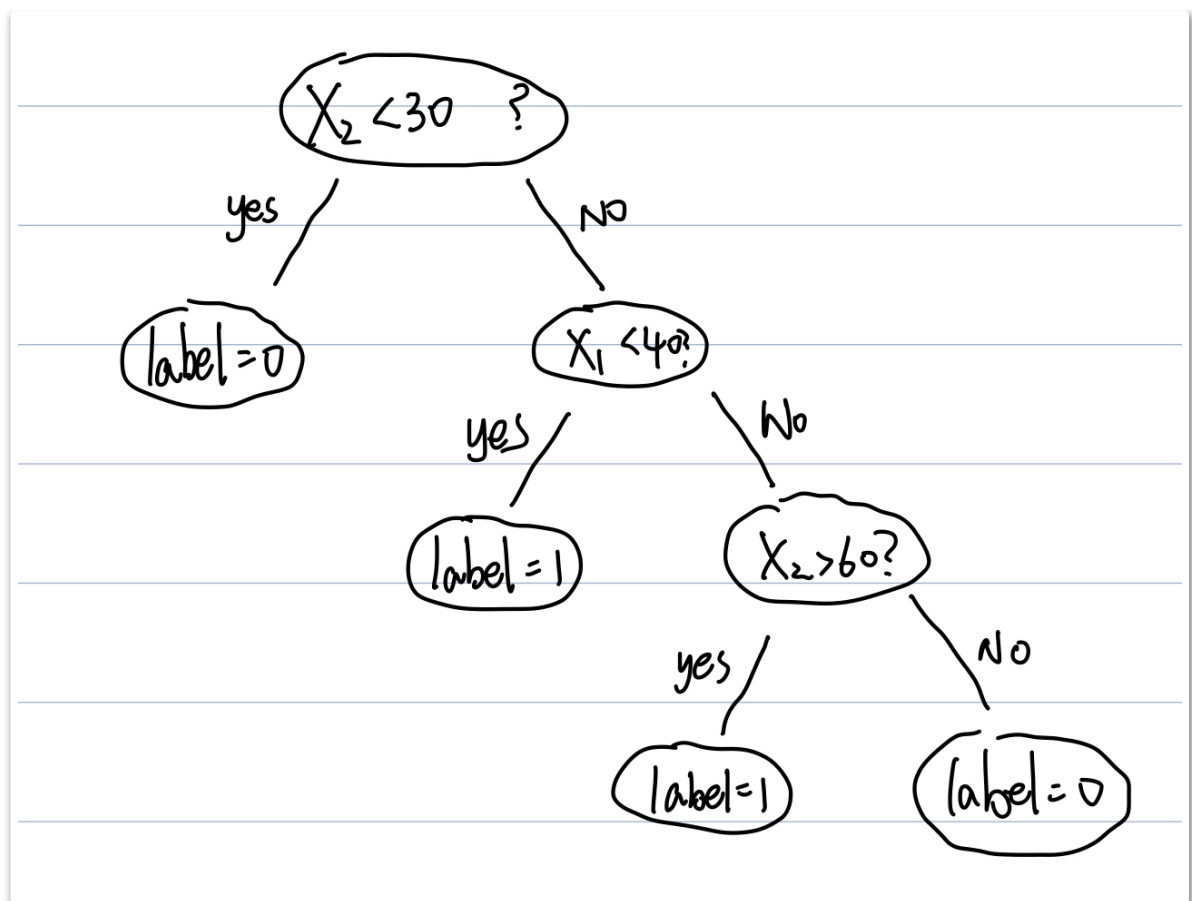 X₂ <30 ?
yes
NO
label=0
X₁ <40?
yes
No
label=1
X₂>60?
yes
No
label=1
label=0